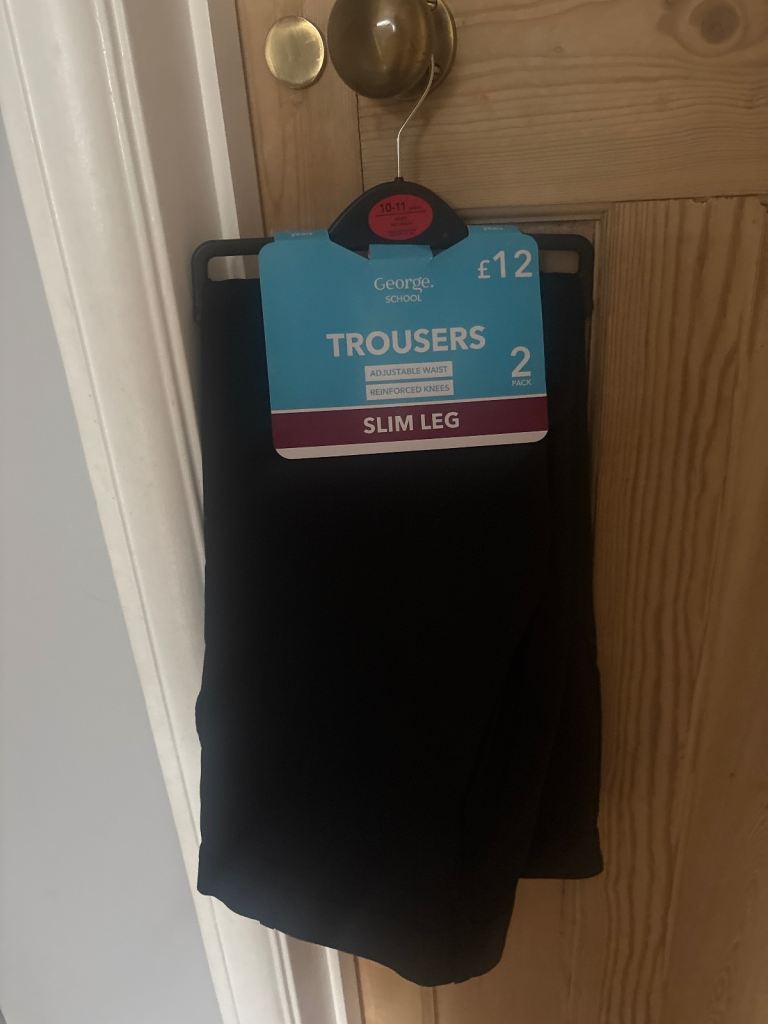 10-11
George.
SCHOOL
£12
TROUSERS
ADJUSTABLE WAIST
REINFORCED KNEES
2
PACK
SLIM LEG